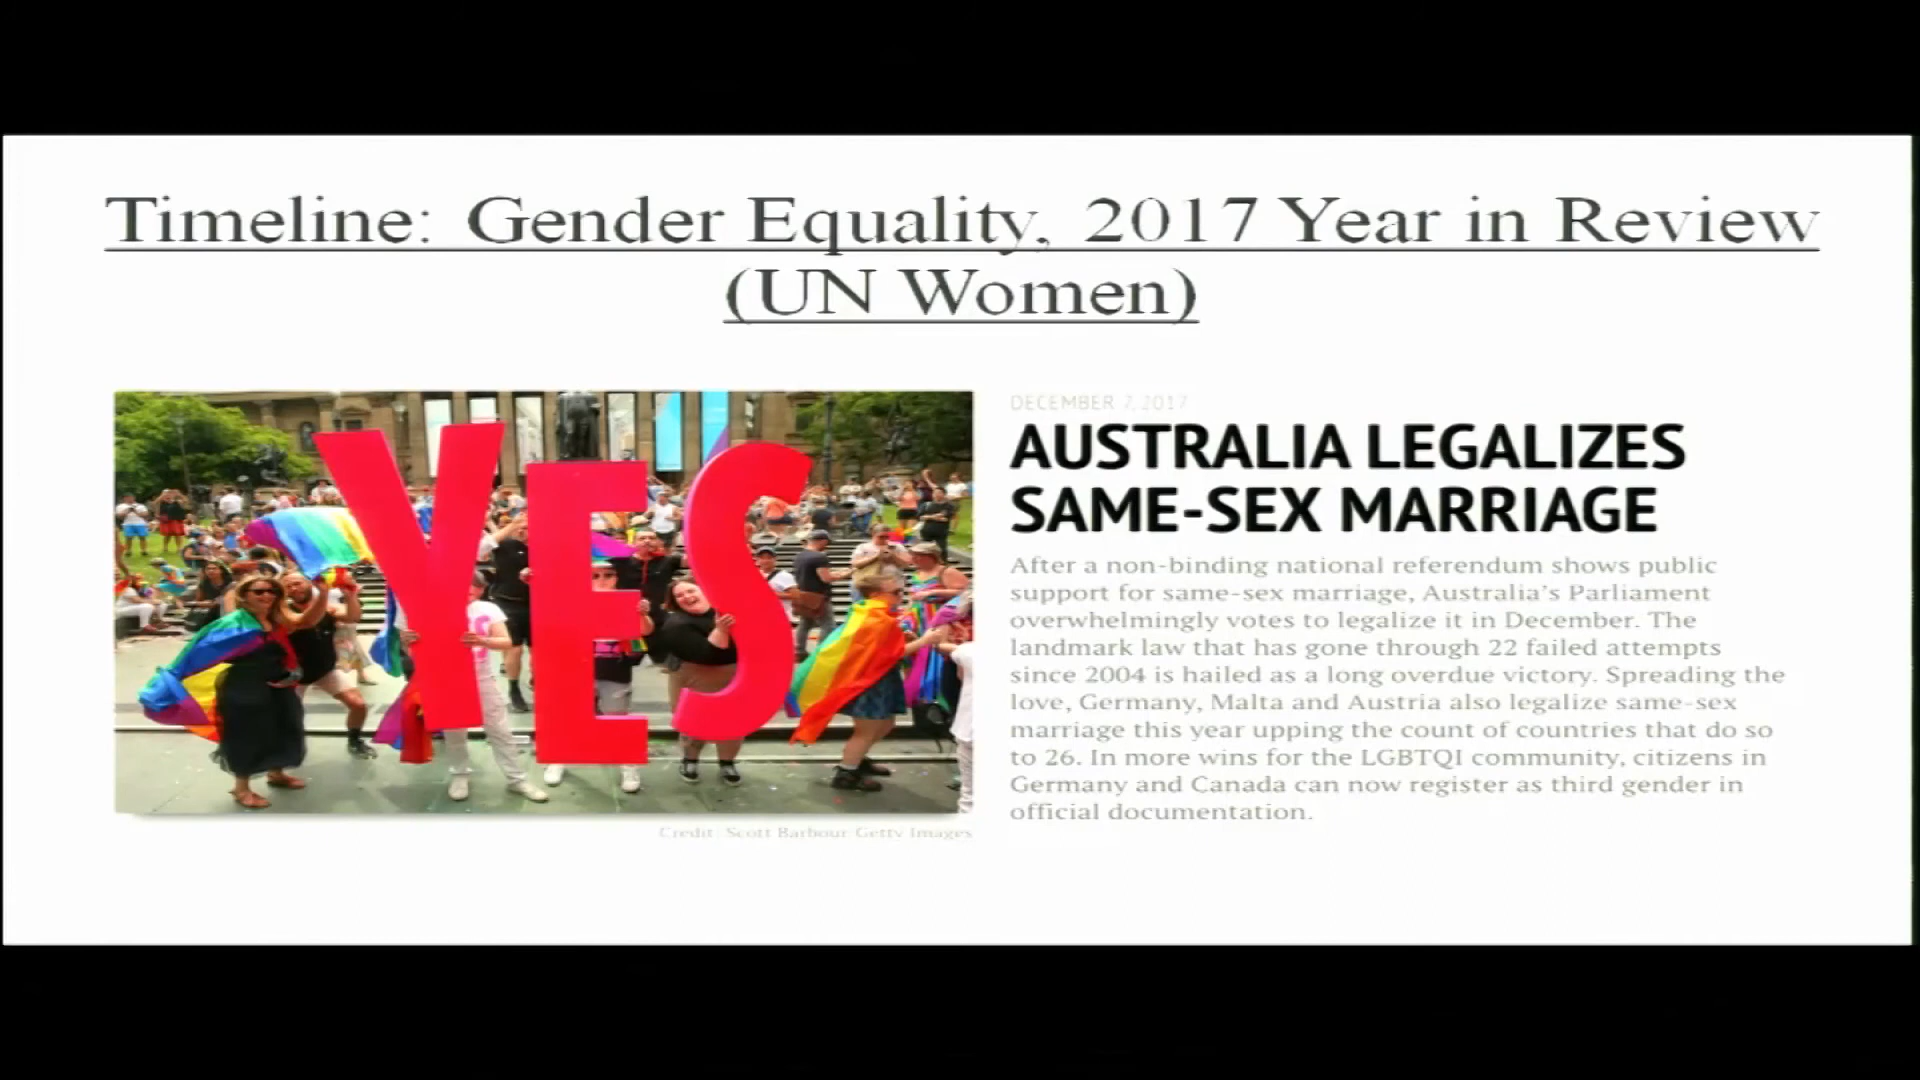 Timeline: Gender Equality, 2017 Year in Review
(UN Women)
YES
DECEMBER 7, 2017
AUSTRALIA LEGALIZES
SAME-SEX MARRIAGE
After a non-binding national referendum shows public
support for same-sex marriage, Australia's Parliament
overwhelmingly votes to legalize it in December. The
landmark law that has gone through 22 failed attempts
since 2004 is hailed as a long overdue victory. Spreading the
love, Germany, Malta and Austria also legalize same-sex
marriage this year upping the count of countries that do so
to 26. In more wins for the LGBTQI community, citizens in
Germany and Canada can now register as third gender in
official documentation.
Credit: Scott Barbour/Getty Images